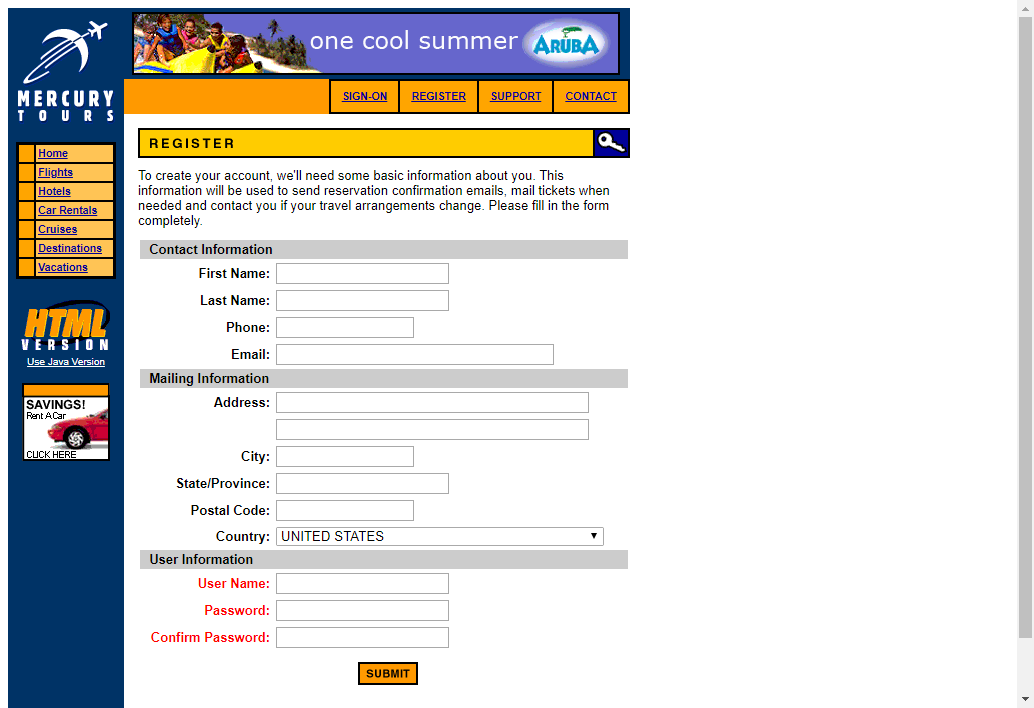 MERCURY
TOURS
one cool summer
ARUBA
SIGN-ON
REGISTER
SUPPORT
CONTACT
Home
Flights
Hotels
Car Rentals
Cruises
Destinations
Vacations
HTML
VERSION
Use Java Version
SAVINGS!
Rent A Car
CLICK HERE
REGISTER
To create your account, we'll need some basic information about you. This
information will be used to send reservation confirmation emails, mail tickets when
needed and contact you if your travel arrangements change. Please fill in the form
completely.
Contact Information
First Name:
Last Name:
Phone:
Email:
Mailing Information
Address:
City:
State/Province:
Postal Code:
Country: UNITED STATES
User Information
User Name:
Password:
Confirm Password:
SUBMIT